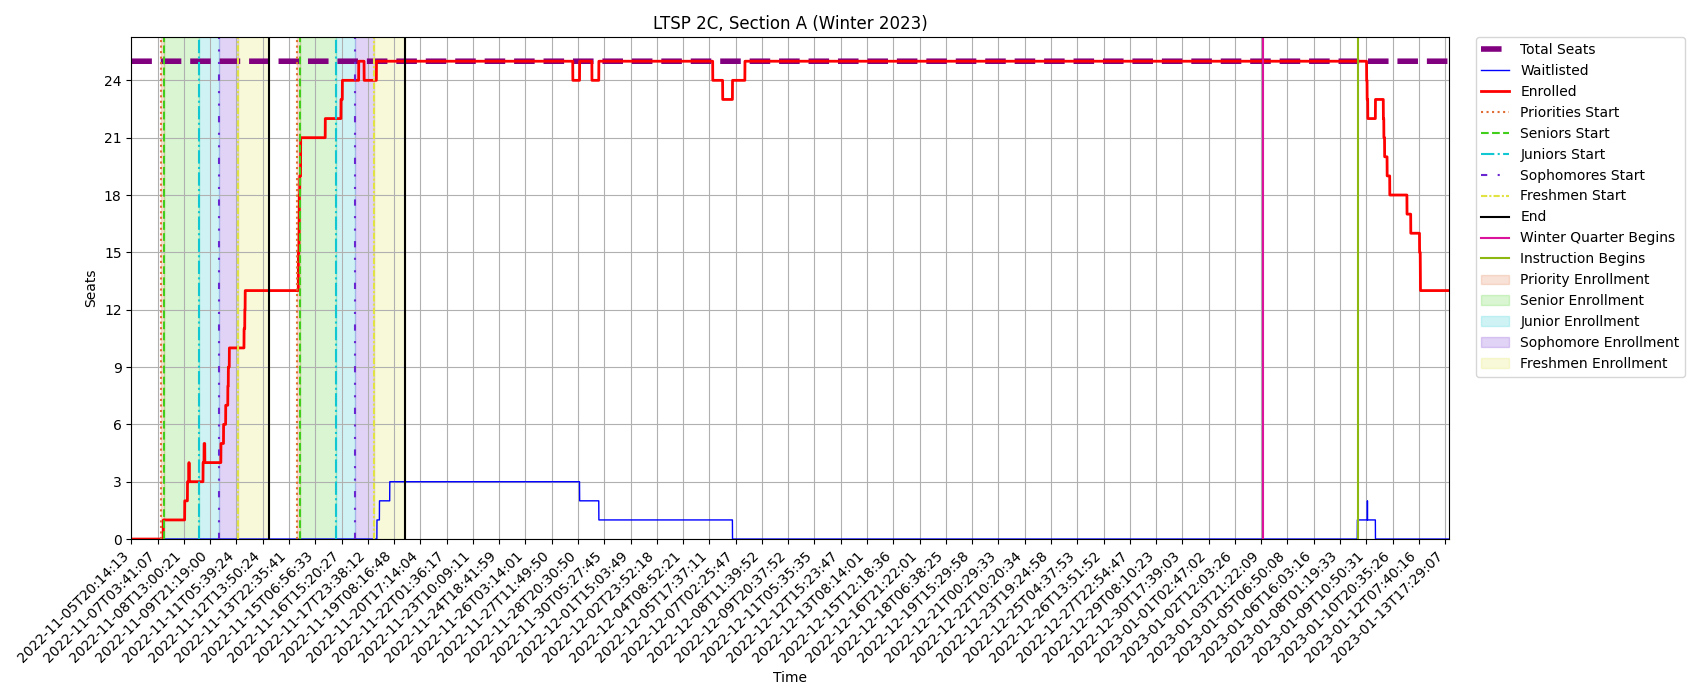 LTSP 2C, Section A (Winter 2023)
Seats
24
21
18
15
12
9
6
3
0
2022-11-05T20:14:13
2022-11-07T03:41:07
2022-11-08T13:00:21
2022-11-09T21:19:00
2022-11-11T05:39:24
2022-11-12T13:50:24
2022-11-13T22:35:41
2022-11-15T06:56:33
2022-11-16T15:20:27
2022-11-17T23:38:12
2022-11-19T08:16:48
2022-11-20T17:14:04
2022-11-22T01:36:17
2022-11-23T10:09:11
2022-11-24T18:41:59
2022-11-26T03:14:01
2022-11-27T11:49:50
2022-11-28T20:30:50
2022-11-30T05:27:45
2022-12-01T15:03:49
2022-12-02T23:52:18
2022-12-04T08:52:21
2022-12-05T17:37:11
2022-12-07T02:25:47
2022-12-08T11:39:52
2022-12-09T20:37:52
2022-12-11T05:35:35
2022-12-12T15:23:47
2022-12-13T08:14:01
2022-12-15T12:18:36
2022-12-16T21:22:01
2022-12-18T06:38:25
2022-12-19T15:29:58
2022-12-21T00:29:33
2022-12-22T10:20:34
2022-12-23T19:24:58
2022-12-25T04:37:53
2022-12-26T13:51:52
2022-12-27T22:54:47
2022-12-29T08:10:23
2022-12-30T17:39:03
2023-01-01T02:47:02
2023-01-02T12:03:26
2023-01-03T21:22:09
2023-01-05T06:50:08
2023-01-06T16:03:16
2023-01-08T01:19:33
2023-01-09T10:50:31
2023-01-10T20:35:26
2023-01-12T07:40:16
2023-01-13T17:29:07
Time
Total Seats
Waitlisted
Enrolled
Priorities Start
Seniors Start
Juniors Start
Sophomores Start
Freshmen Start
End
Winter Quarter Begins
Instruction Begins
Priority Enrollment
Senior Enrollment
Junior Enrollment
Sophomore Enrollment
Freshmen Enrollment